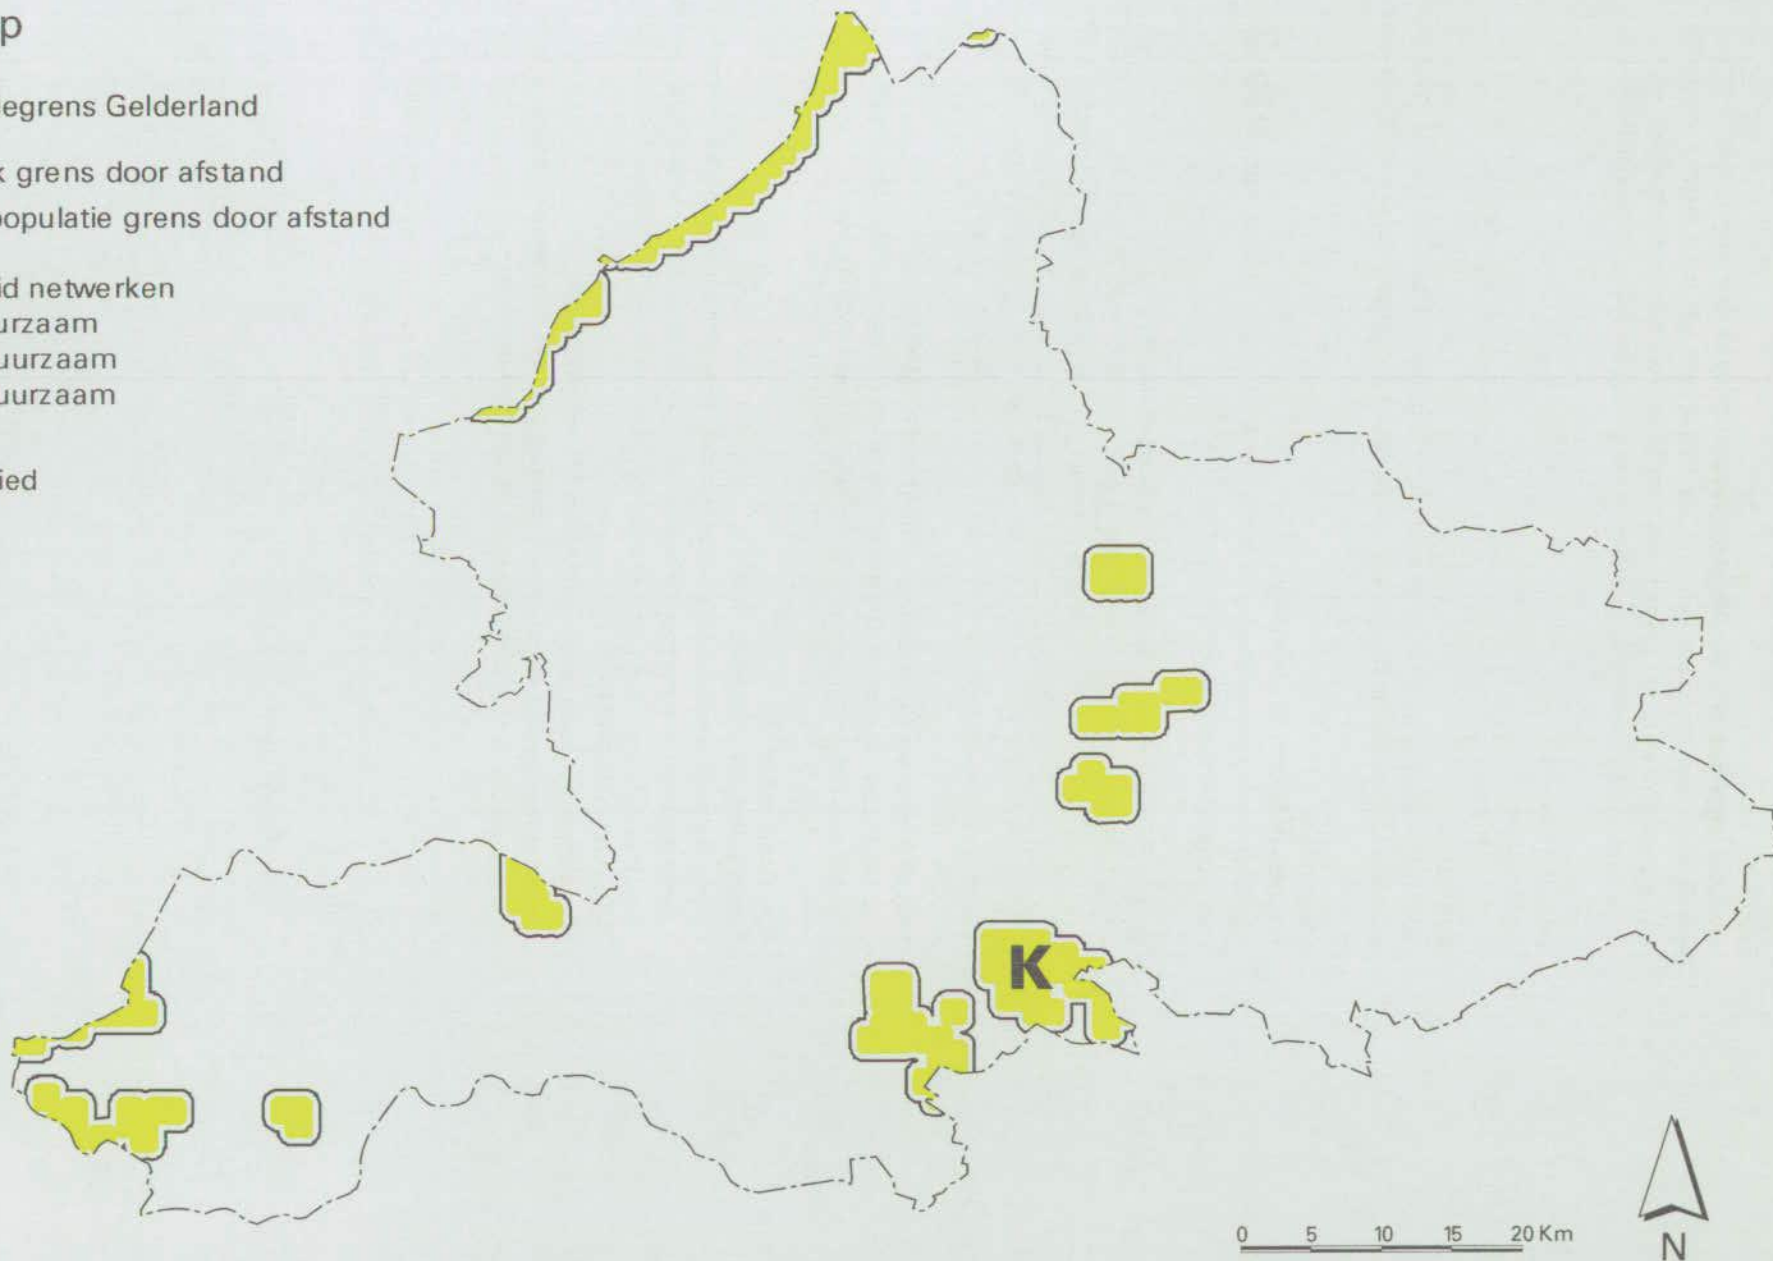 p
egrens Gelderland
k grens door afstand
populatie grens door afstand
id netwerken
urzaam
uurzaam
uurzaam
ied
K
0 5 10 15 20 Km
N